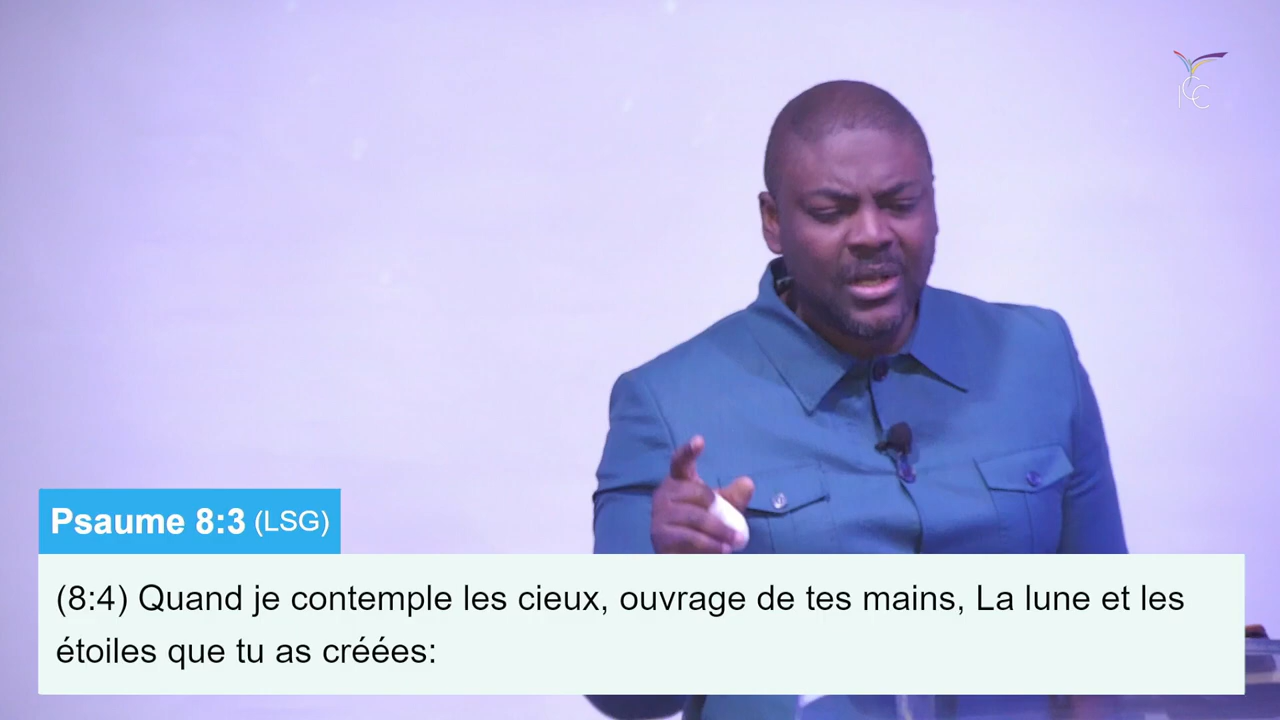 ICC
Psaume 8:3 (LSG)
(8:4) Quand je contemple les cieux, ouvrage de tes mains, La lune et les
étoiles que tu as créées: